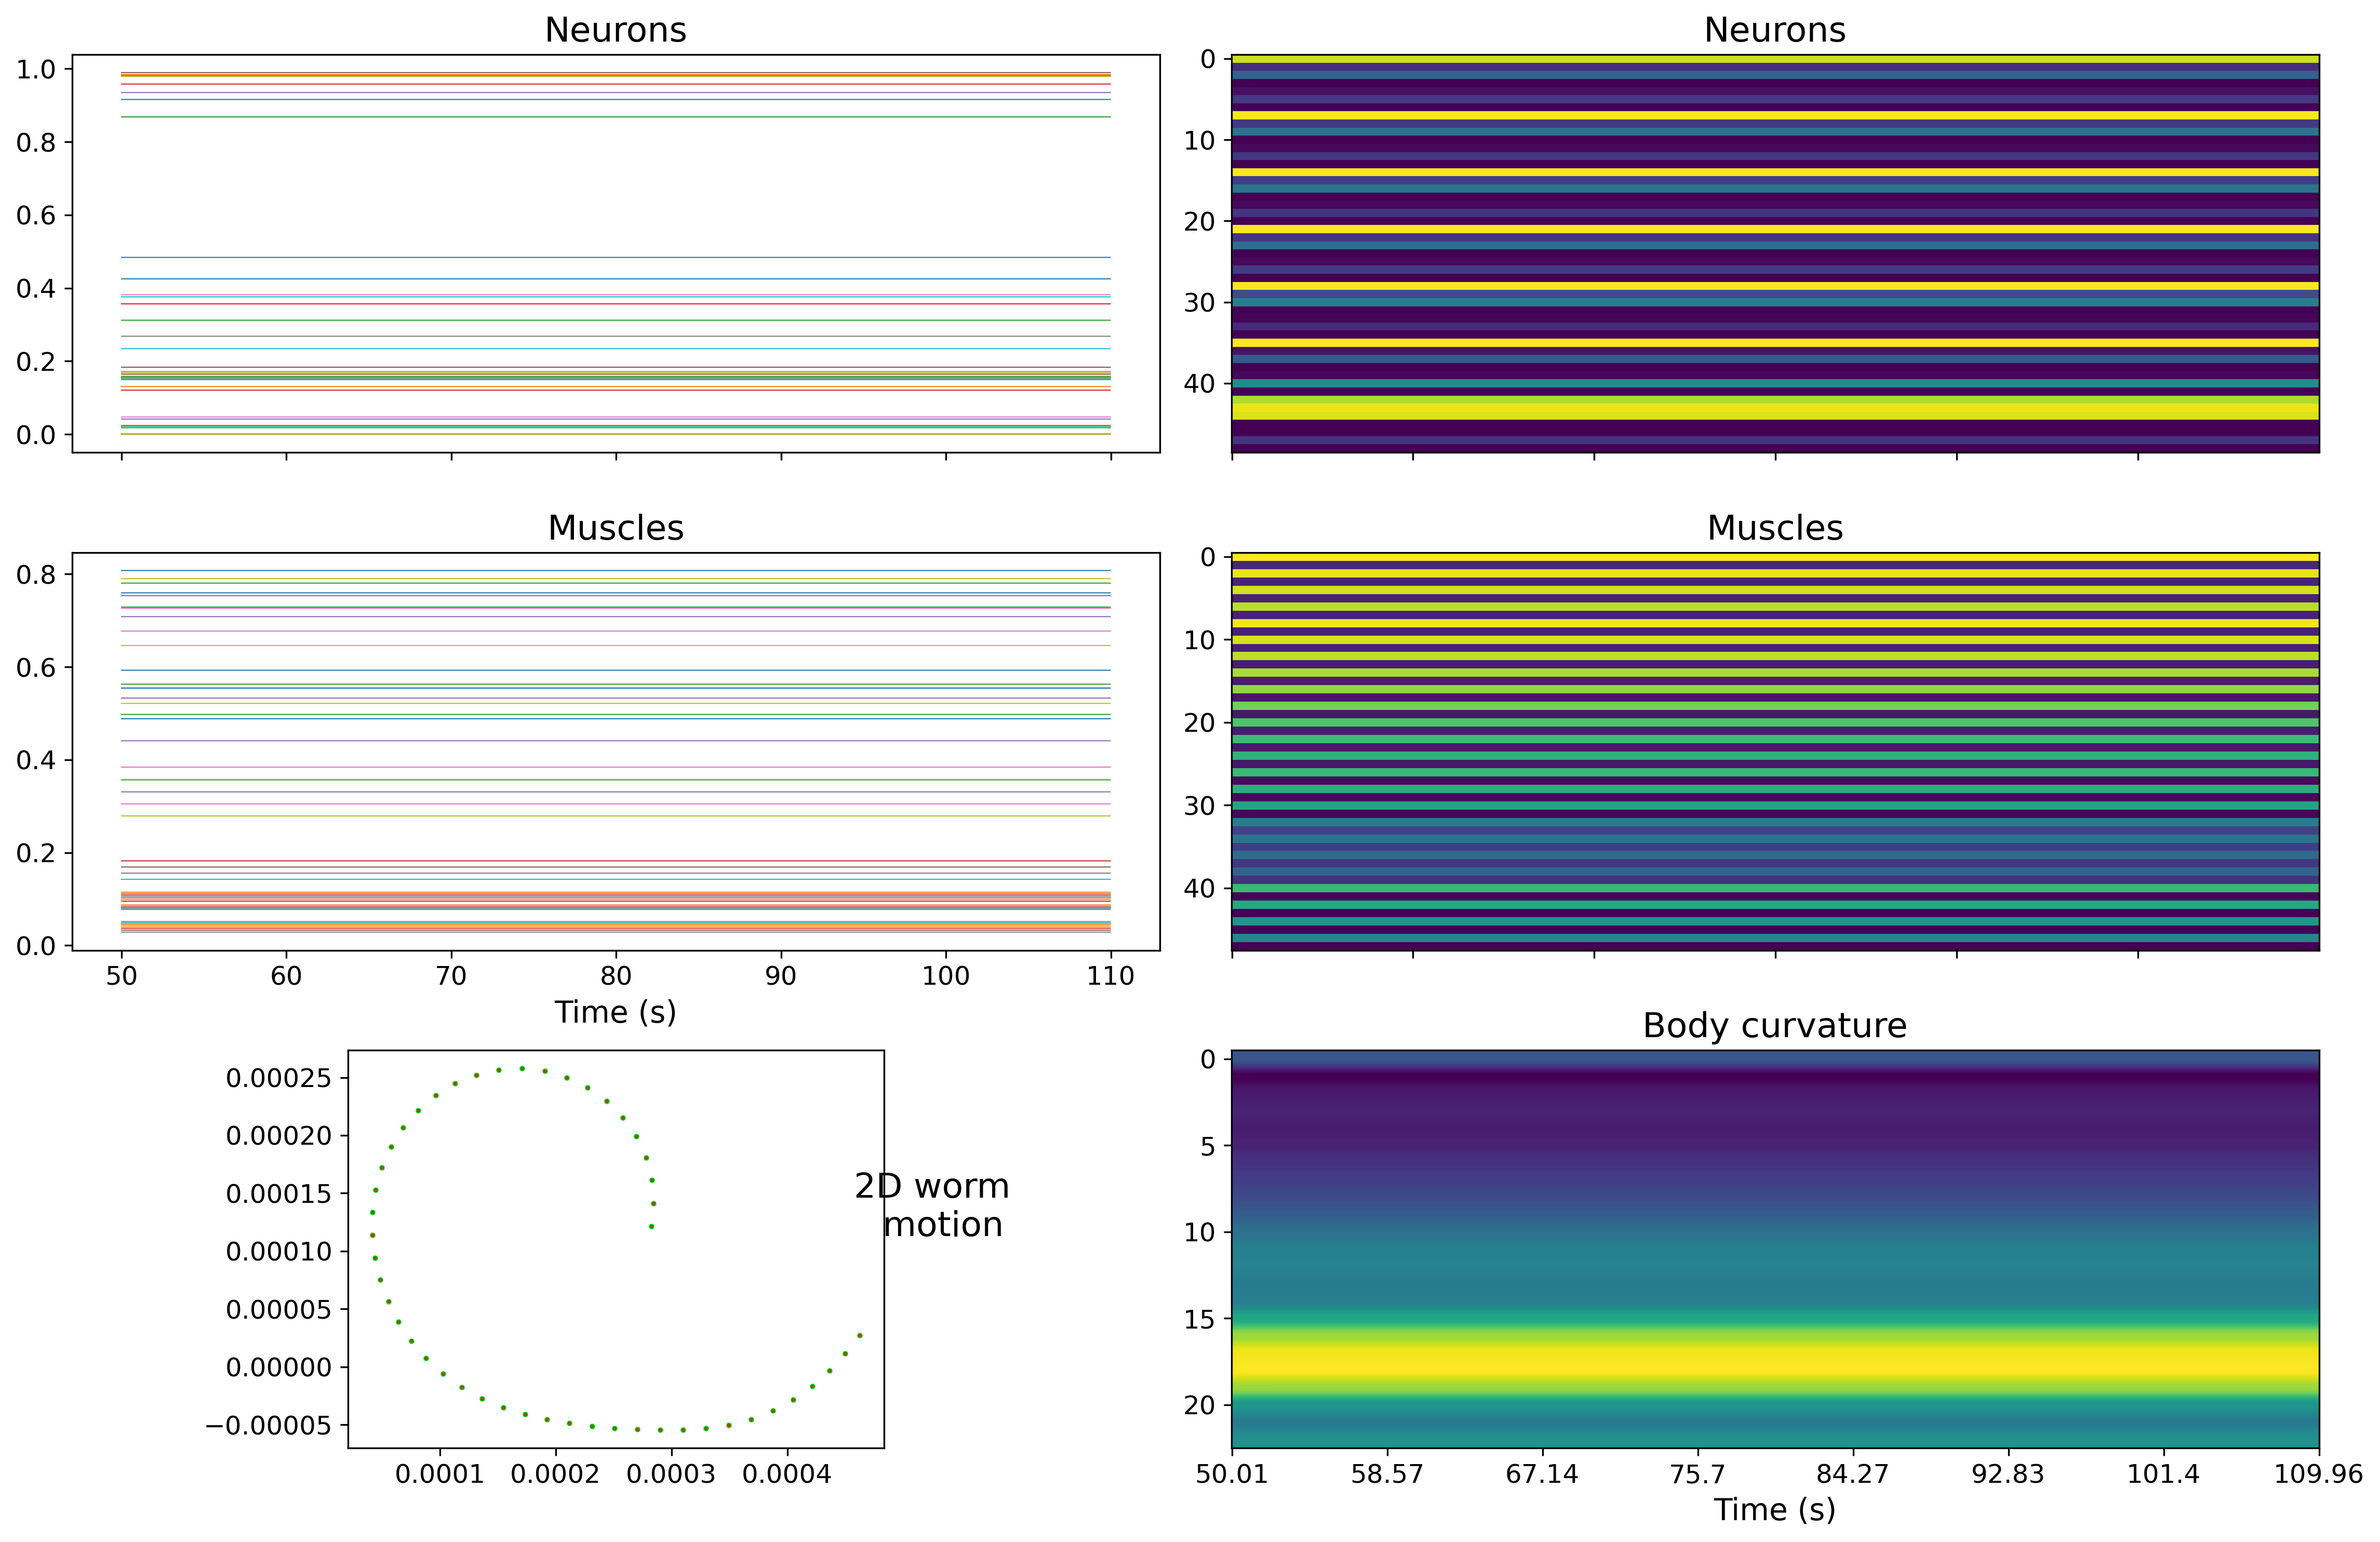 Neurons
1.0
0.8
0.6
0.4
0.2
0.0
Neurons
0
10
20
30
40
Muscles
0.8
0.6
0.4
0.2
0.0
50 60 70 80 90 100 110
Time (s)
Muscles
0
10
20
30
40
0.00025
0.00020
0.00015
0.00010
0.00005
0.00000
−0.00005
0.0001 0.0002 0.0003 0.0004
2D worm
motion
Body curvature
0
5
10
15
20
50.01 58.57 67.14 75.7 84.27 92.83 101.4 109.96
Time (s)